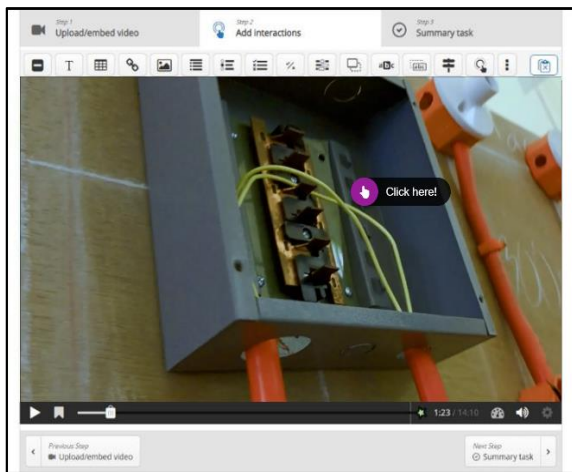 Step 1
Upload/embed video
Step 2
Add interactions
Step 3
Summary task
T
aBc
Click here!
1:23 / 14:10
Previous Step
Upload/embed video
Next Step
Summary task